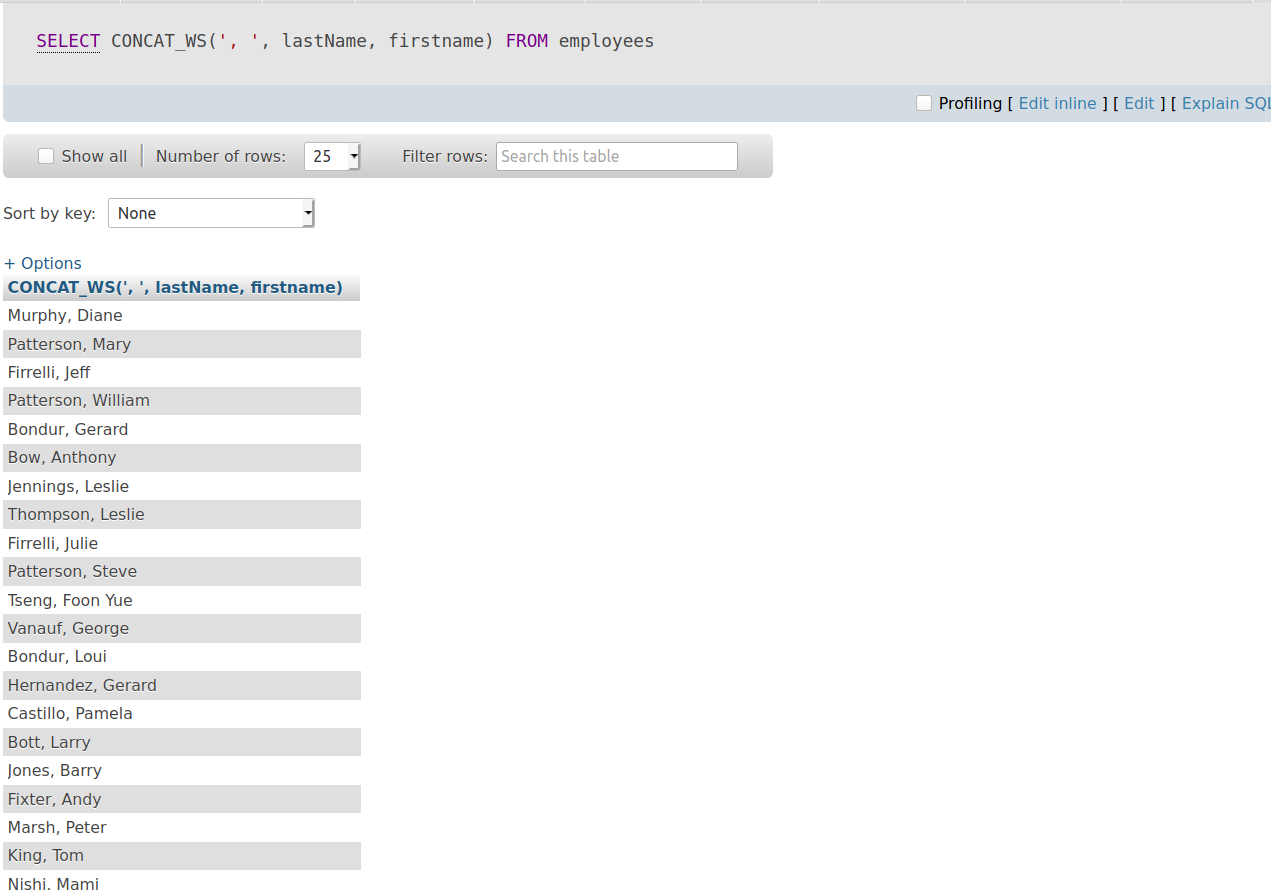 SELECT CONCAT_WS(', ', lastName, firstname) FROM employees
Profiling [ Edit inline ] [ Edit ] [ Explain SQL
Show all Number of rows: 25 Filter rows: Search this table
Sort by key: None
+ Options
CONCAT_WS(', ', lastName, firstname)
Murphy, Diane
Patterson, Mary
Firrelli, Jeff
Patterson, William
Bondur, Gerard
Bow, Anthony
Jennings, Leslie
Thompson, Leslie
Firrelli, Julie
Patterson, Steve
Tseng, Foon Yue
Vanauf, George
Bondur, Loui
Hernandez, Gerard
Castillo, Pamela
Bott, Larry
Jones, Barry
Fixter, Andy
Marsh, Peter
King, Tom
Nishi, Mami